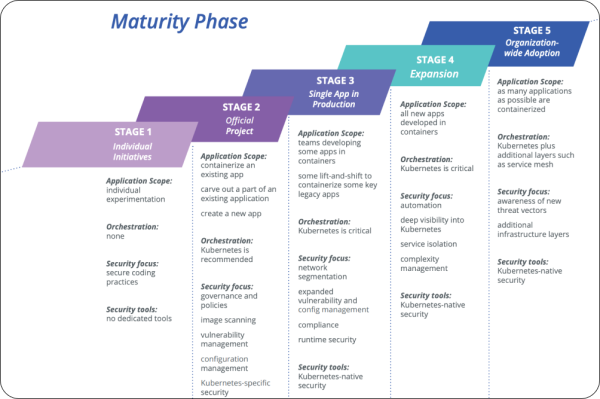 Maturity Phase
STAGE 1
Individual
Initiatives
Application Scope:
individual
experimentation
Orchestration:
none
Security focus:
secure coding
practices
Security tools:
no dedicated tools
STAGE 2
Official
Project
Application Scope:
containerize an
existing app
carve out a part of an
existing application
create a new app
Orchestration:
Kubernetes is
recommended
Security focus:
governance and
policies
image scanning
vulnerability
management
configuration
management
Kubernetes-specific
security
STAGE 3
Single App in
Production
Application Scope:
teams developing
some apps in
containers
some lift-and-shift to
containerize some key
legacy apps
Orchestration:
Kubernetes is critical
Security focus:
network
segmentation
expanded
vulnerability and
config management
compliance
runtime security
Security tools:
Kubernetes-native
security
STAGE 4
Expansion
Application Scope:
all new apps
developed in
containers
Orchestration:
Kubernetes is critical
Security focus:
automation
deep visibility into
Kubernetes
service isolation
complexity
management
Security tools:
Kubernetes-native
security
STAGE 5
Organization-
wide Adoption
Application Scope:
as many applications
as possible are
containerized
Orchestration:
Kubernetes plus
additional layers such
as service mesh
Security focus:
awareness of new
threat vectors
additional
infrastructure layers
Security tools:
Kubernetes-native
security